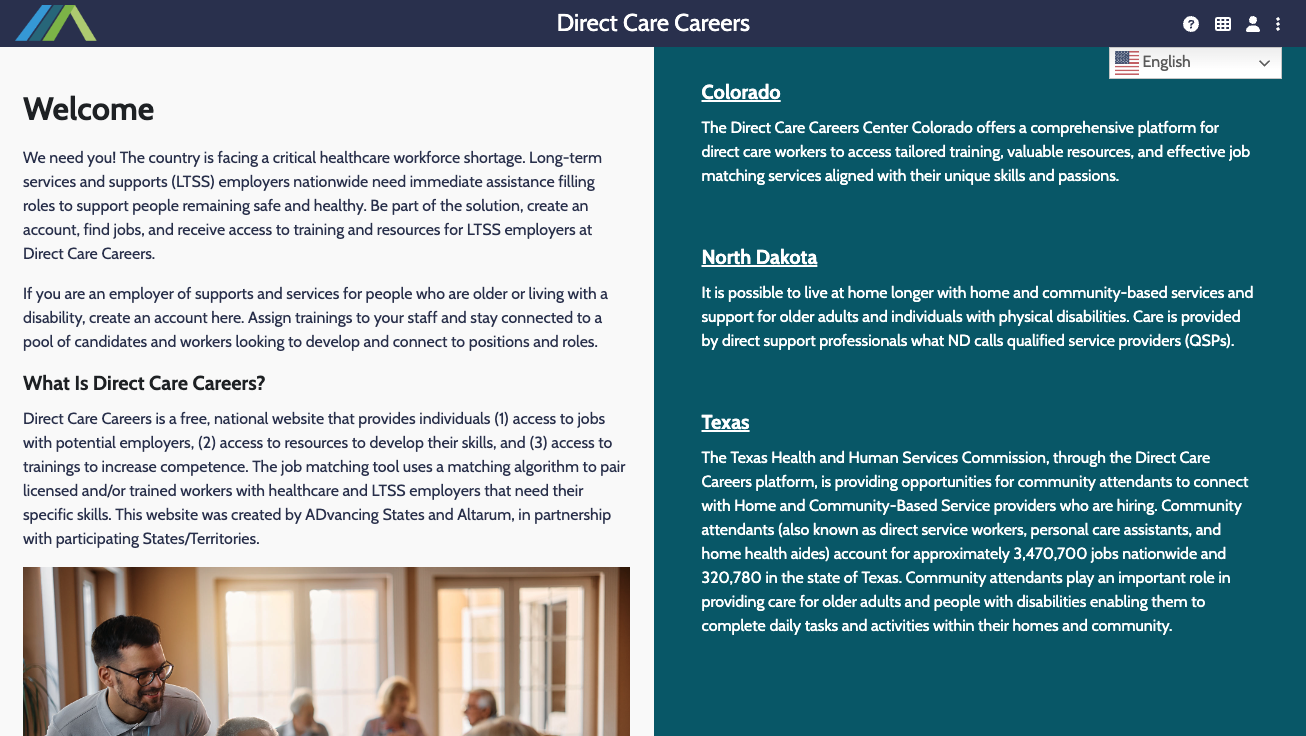 Direct Care Careers
English
Welcome
We need you! The country is facing a critical healthcare workforce shortage. Long-term
services and supports (LTSS) employers nationwide need immediate assistance filling
roles to support people remaining safe and healthy. Be part of the solution, create an
account, find jobs, and receive access to training and resources for LTSS employers at
Direct Care Careers.
If you are an employer of supports and services for people who are older or living with a
disability, create an account here. Assign trainings to your staff and stay connected to a
pool of candidates and workers looking to develop and connect to positions and roles.
What Is Direct Care Careers?
Direct Care Careers is a free, national website that provides individuals (1) access to jobs
with potential employers, (2) access to resources to develop their skills, and (3) access to
trainings to increase competence. The job matching tool uses a matching algorithm to pair
licensed and/or trained workers with healthcare and LTSS employers that need their
specific skills. This website was created by ADvancing States and Altarum, in partnership
with participating States/Territories.
Colorado
The Direct Care Careers Center Colorado offers a comprehensive platform for
direct care workers to access tailored training, valuable resources, and effective job
matching services aligned with their unique skills and passions.
North Dakota
It is possible to live at home longer with home and community-based services and
support for older adults and individuals with physical disabilities. Care is provided
by direct support professionals what ND calls qualified service providers (QSPs).
Texas
The Texas Health and Human Services Commission, through the Direct Care
Careers platform, is providing opportunities for community attendants to connect
with Home and Community-Based Service providers who are hiring. Community
attendants (also known as direct service workers, personal care assistants, and
home health aides) account for approximately 3,470,700 jobs nationwide and
320,780 in the state of Texas. Community attendants play an important role in
providing care for older adults and people with disabilities enabling them to
complete daily tasks and activities within their homes and community.